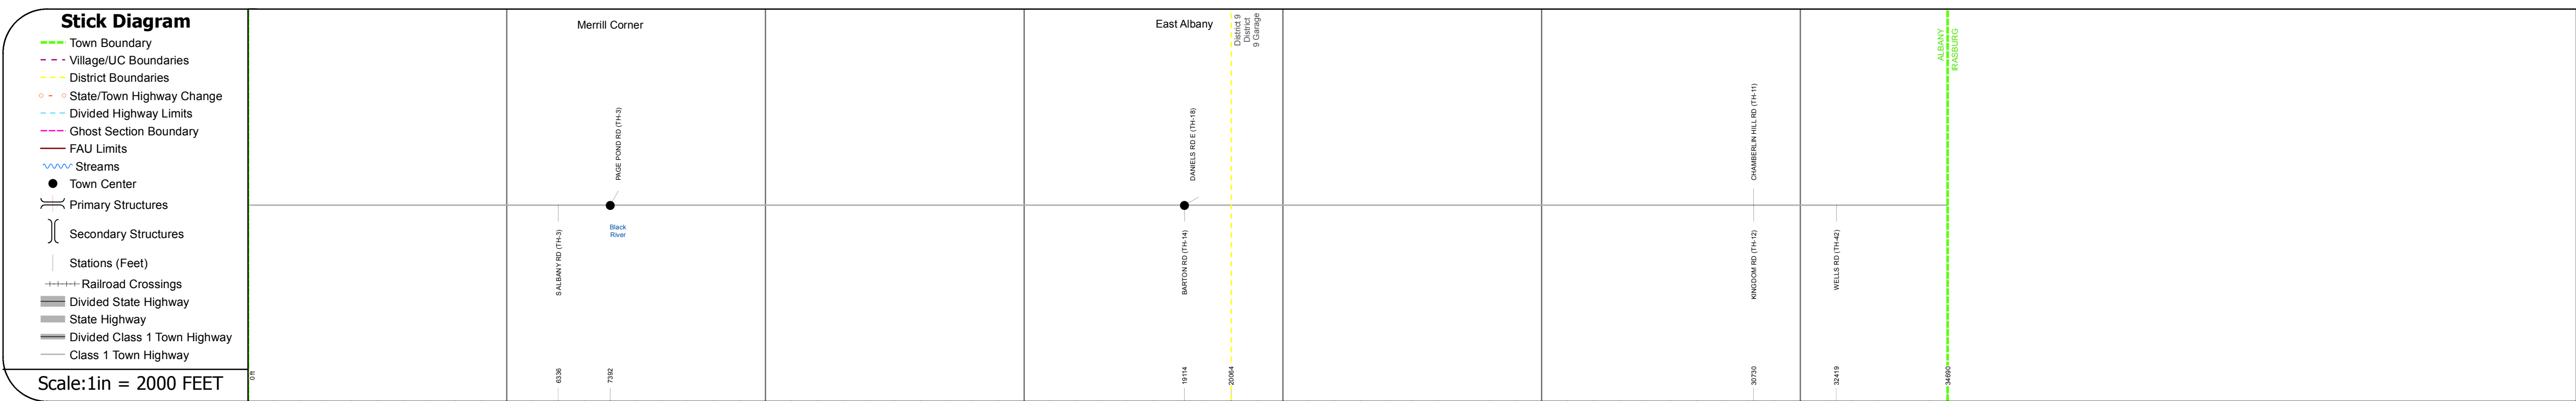 Stick Diagram
Town Boundary
Village/UC Boundaries
District Boundaries
State/Town Highway Change
Divided Highway Limits
Ghost Section Boundary
FAU Limits
Streams
Town Center
Primary Structures
Secondary Structures
Stations (Feet)
Railroad Crossings
Divided State Highway
State Highway
Divided Class 1 Town Highway
Class 1 Town Highway
Scale:1in = 2000 FEET
Merrill Corner
East Albany
District 9
District
9 Garage
ALBANY
IRASBURG
PAGE POND RD (TH-3)
DANIELS RD E (TH-18)
CHAMBERLIN HILL RD (TH-11)
S ALBANY RD (TH-3)
Black
River
BARTON RD (TH-14)
KINGDOM RD (TH-12)
WELLS RD (TH-42)
0 ft
6336
7392
19114
20064
30730
32419
34690